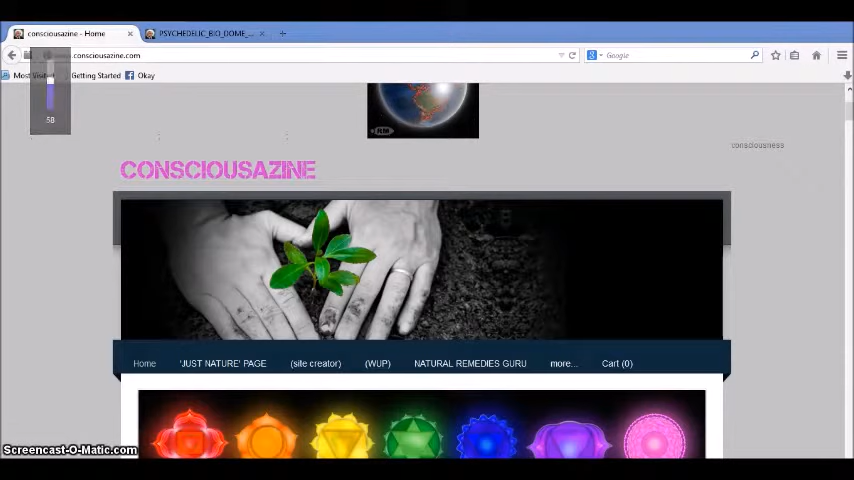 consciousazine - Home
PSYCHEDELIC_BIO_DOME_...
.consciousazine.com
Google
Most Visited
Getting Started
Okay
58
RM
consciousness
CONSCIOUSAZINE
Home
'JUST NATURE' PAGE
(site creator)
(WUP)
NATURAL REMEDIES GURU
more...
Cart (0)
Screencast-O-Matic.com